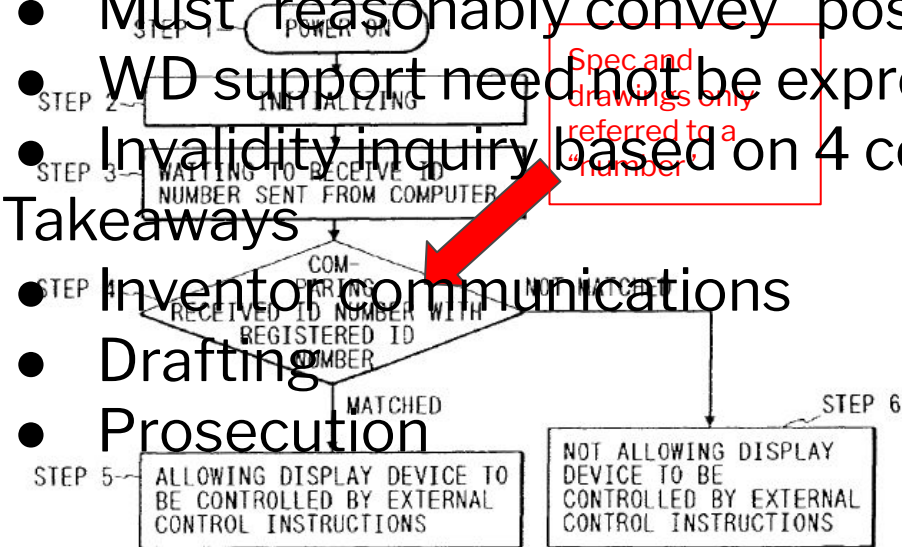 ● Must "reasonably convey" pos
● WD support need not be expre
● Invalidity inquiry based on 4 co
Takeaways
● Inventor communications
● Drafting
● Prosecution
Spec and
drawings only
referred to a
"number"
STEP 1
POWER ON
STEP 2
INITIALIZING
STEP 3
WAITING TO RECEIVE ID
NUMBER SENT FROM COMPUTER
STEP 4
COM-
PARING
RECEIVED ID NUMBER WITH
REGISTERED ID
NUMBER
NOT MATCHED
MATCHED
STEP 5
ALLOWING DISPLAY DEVICE TO
BE CONTROLLED BY EXTERNAL
CONTROL INSTRUCTIONS
STEP 6
NOT ALLOWING DISPLAY
DEVICE TO BE
CONTROLLED BY EXTERNAL
CONTROL INSTRUCTIONS